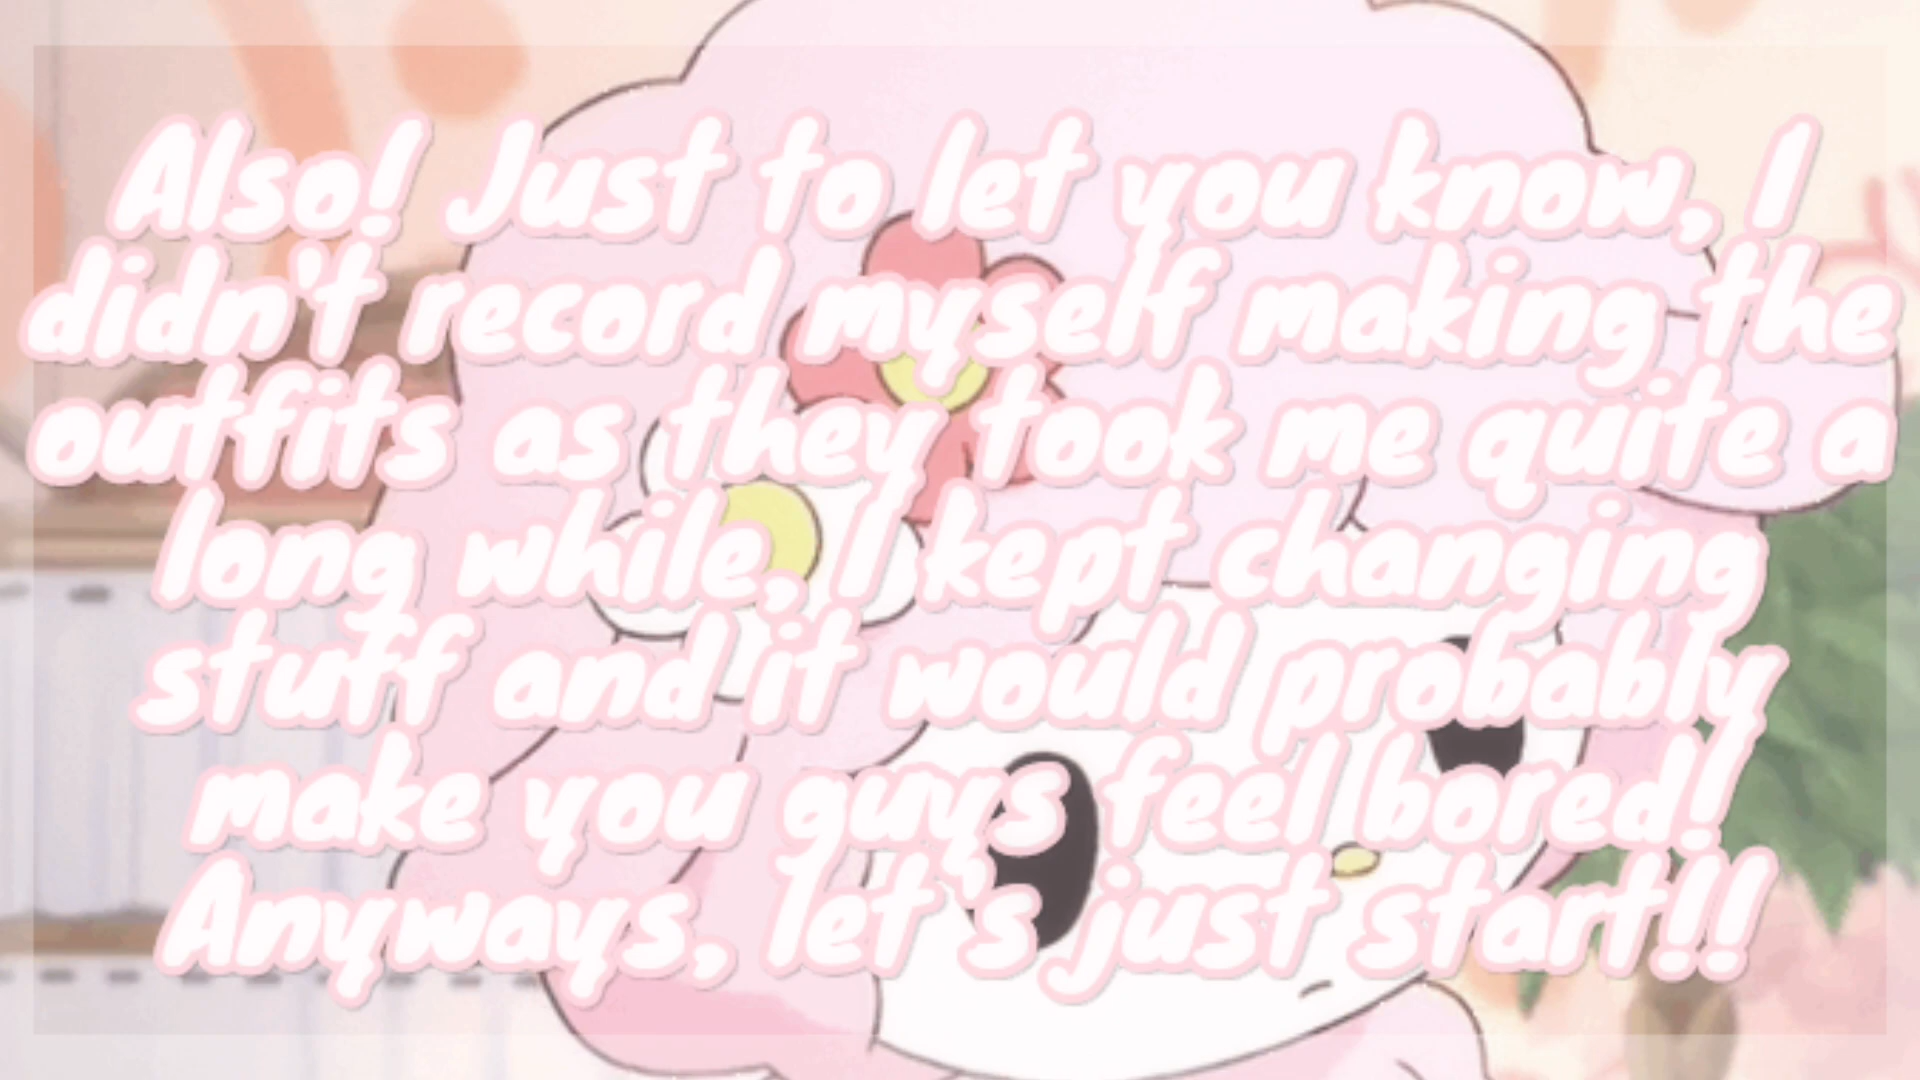 Also! Just to let you know, I
didn't record myself making the
outfits as they took me quite a
long while, I kept changing
stuff and it would probably
make you guys feel bored!
Anyways, let's just start!!